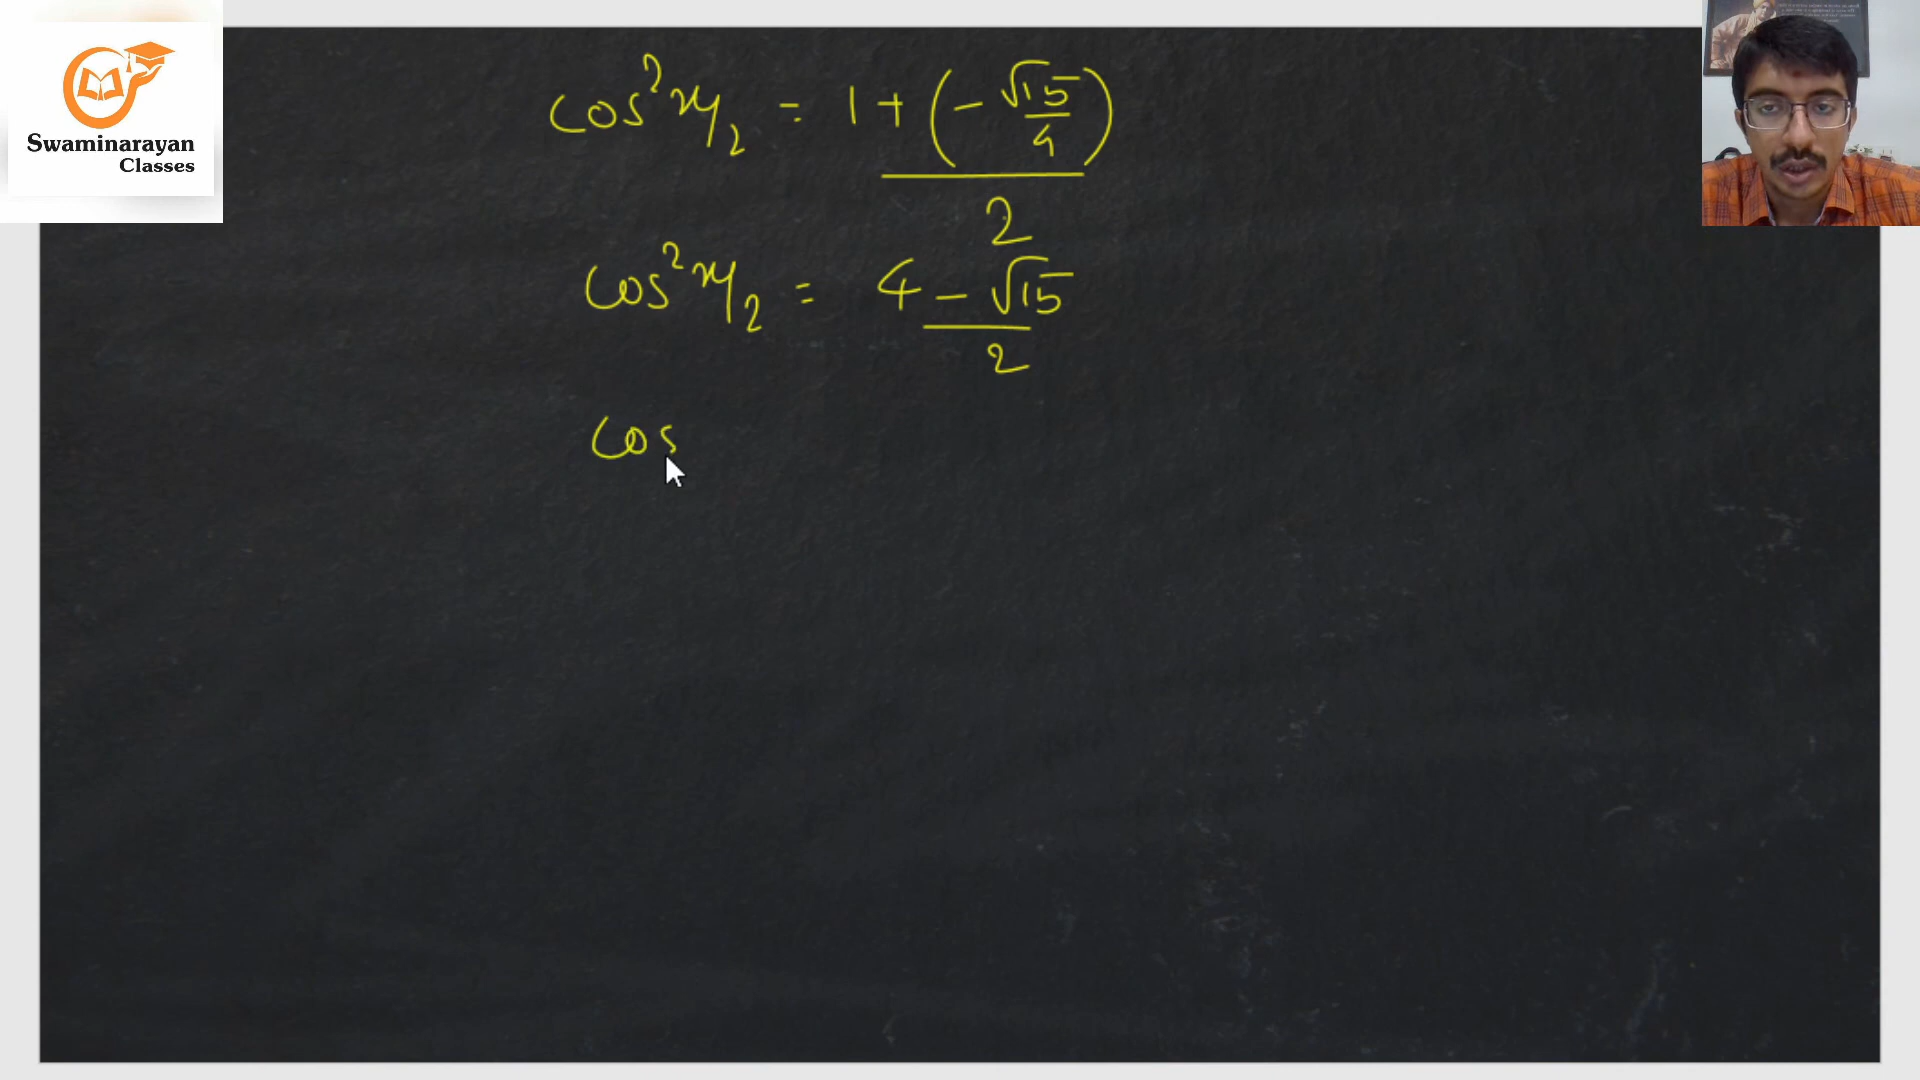 Swaminarayan
Classes
cos²x/2 = 1 + (-√15/4)
2
cos²x/2 = 4 - √15
2
cos